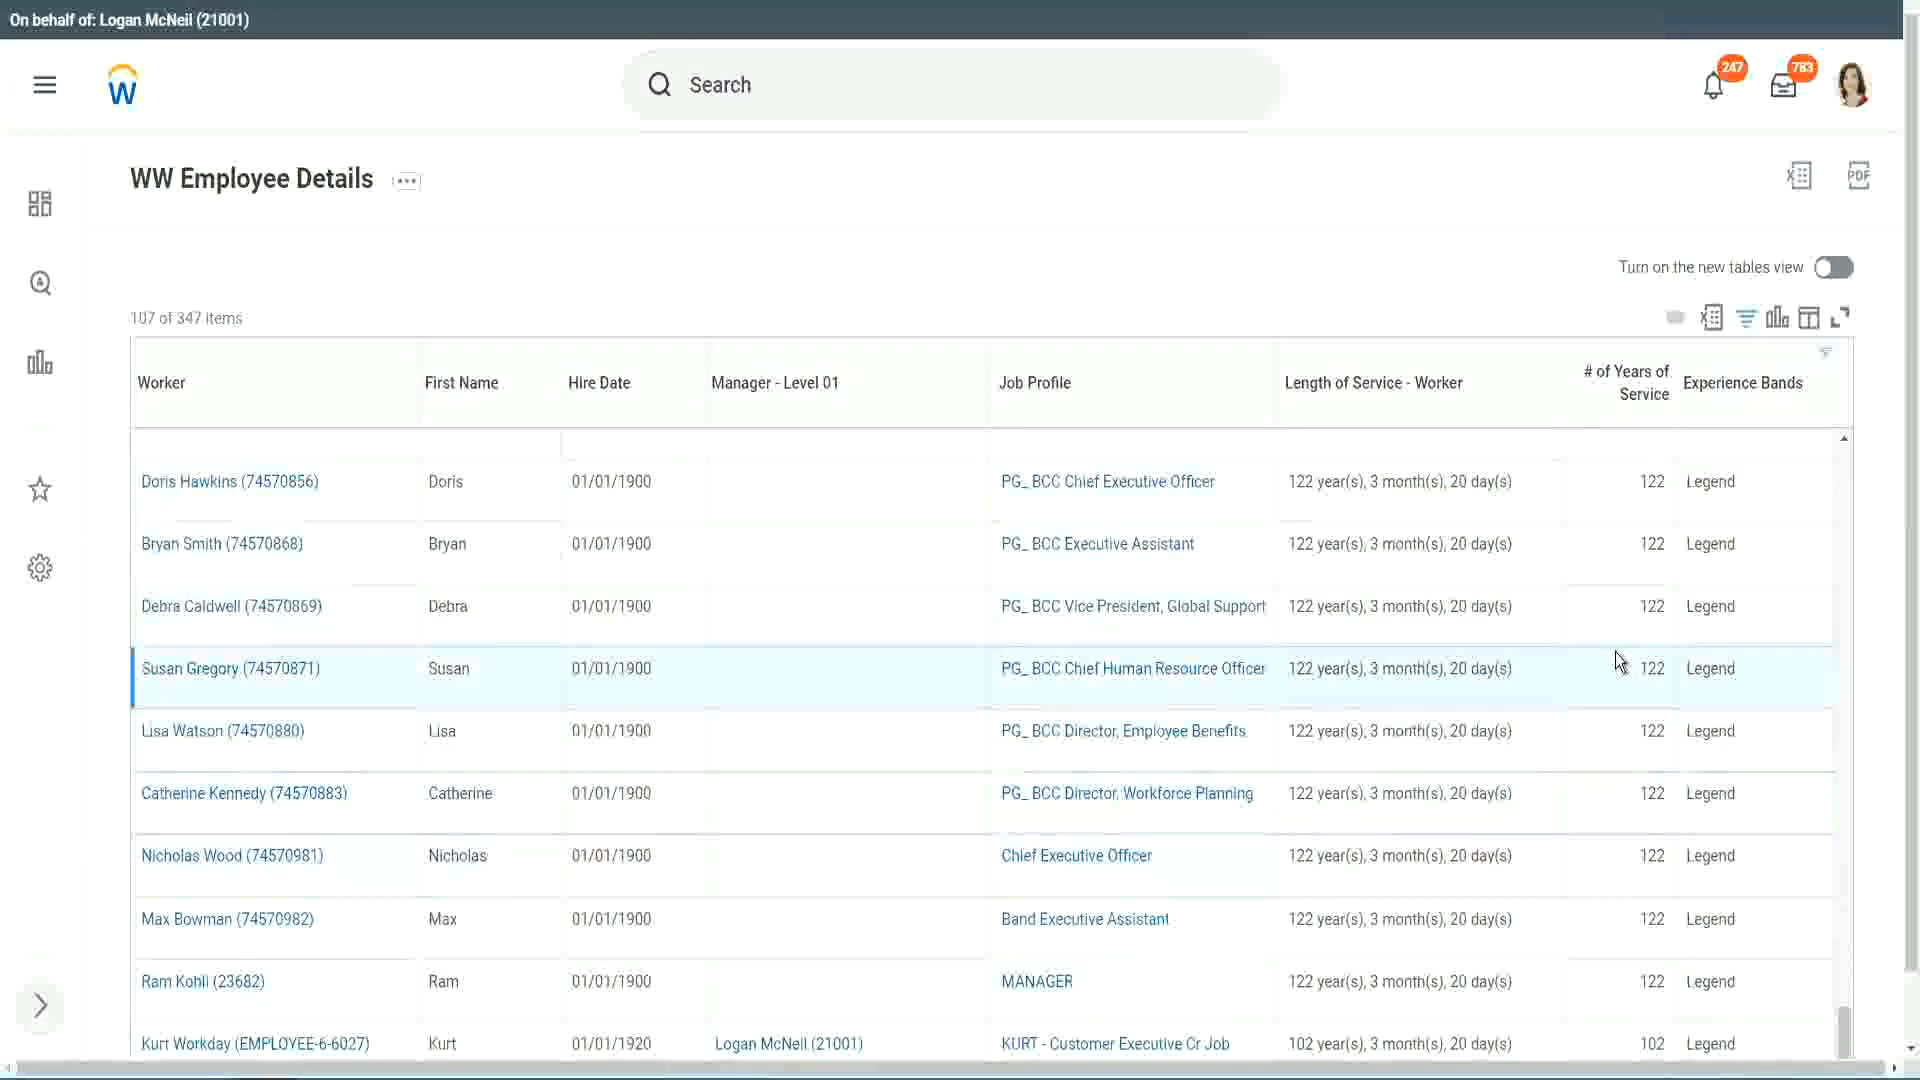 On behalf of: Logan McNeil (21001)
W
Search
247
783
WW Employee Details
PDF
Turn on the new tables view
107 of 347 items
Worker
First Name
Hire Date
Manager - Level 01
Job Profile
Length of Service - Worker
# of Years of Service
Experience Bands
Doris Hawkins (74570856) Doris 01/01/1900 PG_ BCC Chief Executive Officer 122 year(s), 3 month(s), 20 day(s) 122 Legend
Bryan Smith (74570868) Bryan 01/01/1900 PG_ BCC Executive Assistant 122 year(s), 3 month(s), 20 day(s) 122 Legend
Debra Caldwell (74570869) Debra 01/01/1900 PG_ BCC Vice President, Global Support 122 year(s), 3 month(s), 20 day(s) 122 Legend
Susan Gregory (74570871) Susan 01/01/1900 PG_ BCC Chief Human Resource Officer 122 year(s), 3 month(s), 20 day(s) 122 Legend
Lisa Watson (74570880) Lisa 01/01/1900 PG_ BCC Director, Employee Benefits 122 year(s), 3 month(s), 20 day(s) 122 Legend
Catherine Kennedy (74570883) Catherine 01/01/1900 PG_ BCC Director, Workforce Planning 122 year(s), 3 month(s), 20 day(s) 122 Legend
Nicholas Wood (74570981) Nicholas 01/01/1900 Chief Executive Officer 122 year(s), 3 month(s), 20 day(s) 122 Legend
Max Bowman (74570982) Max 01/01/1900 Band Executive Assistant 122 year(s), 3 month(s), 20 day(s) 122 Legend
Ram Kohli (23682) Ram 01/01/1900 MANAGER 122 year(s), 3 month(s), 20 day(s) 122 Legend
Kurt Workday (EMPLOYEE-6-6027) Kurt 01/01/1920 Logan McNeil (21001) KURT - Customer Executive Cr Job 102 year(s), 3 month(s), 20 day(s) 102 Legend